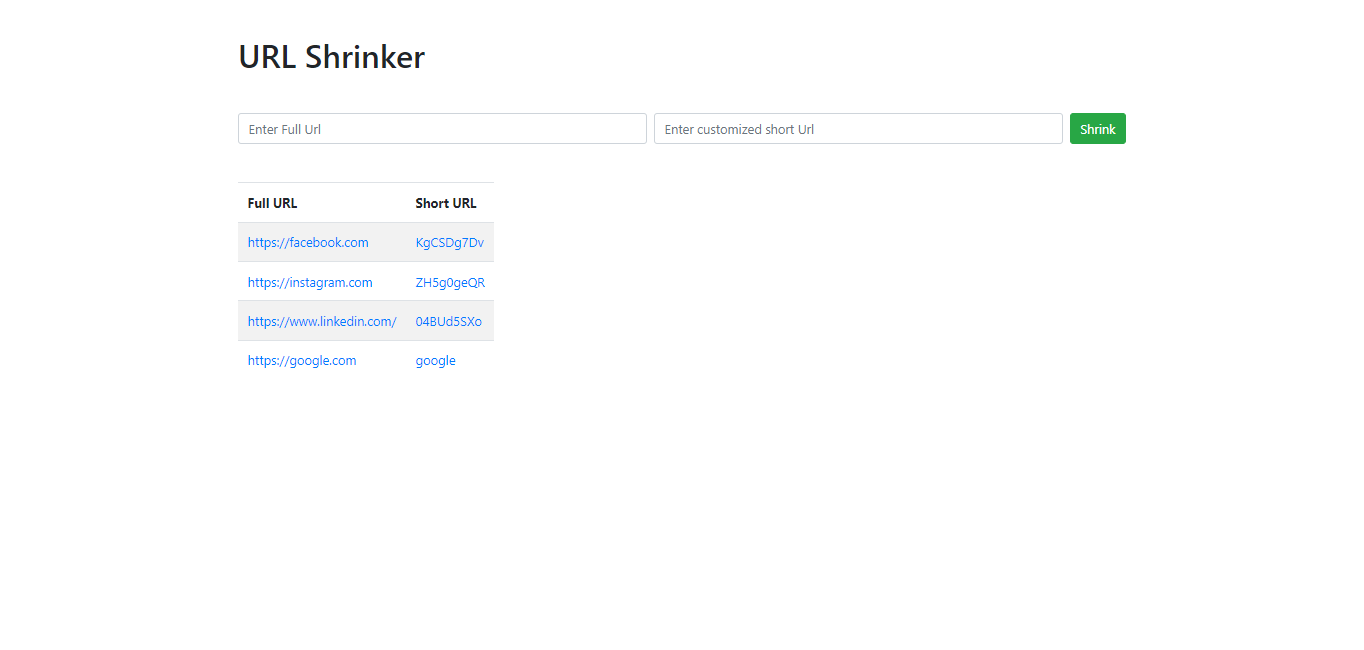 URL Shrinker
Enter Full Url Enter customized short Url Shrink
Full URL Short URL
https://facebook.com KgCSDg7Dv
https://instagram.com ZH5g0geQR
https://www.linkedin.com/ 04BUd5SXo
https://google.com google